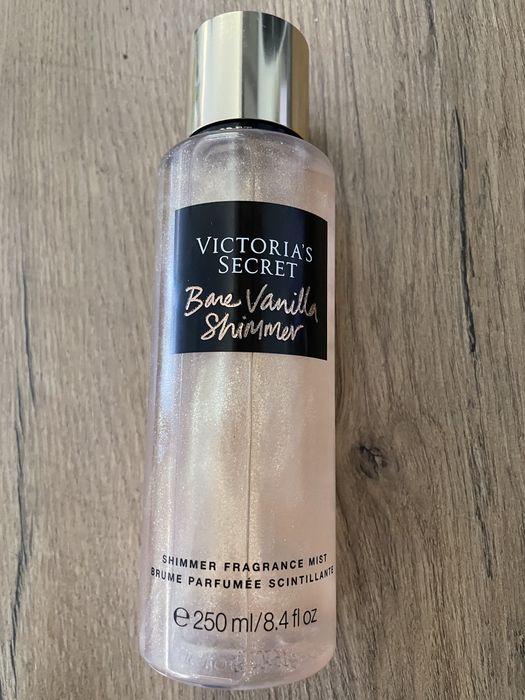 VICTORIA'S
SECRET
Bare Vanilla
Shimmer
SHIMMER FRAGRANCE MIST
BRUME PARFUMÉE SCINTILLANTE
℮ 250 ml/8.4 fl oz